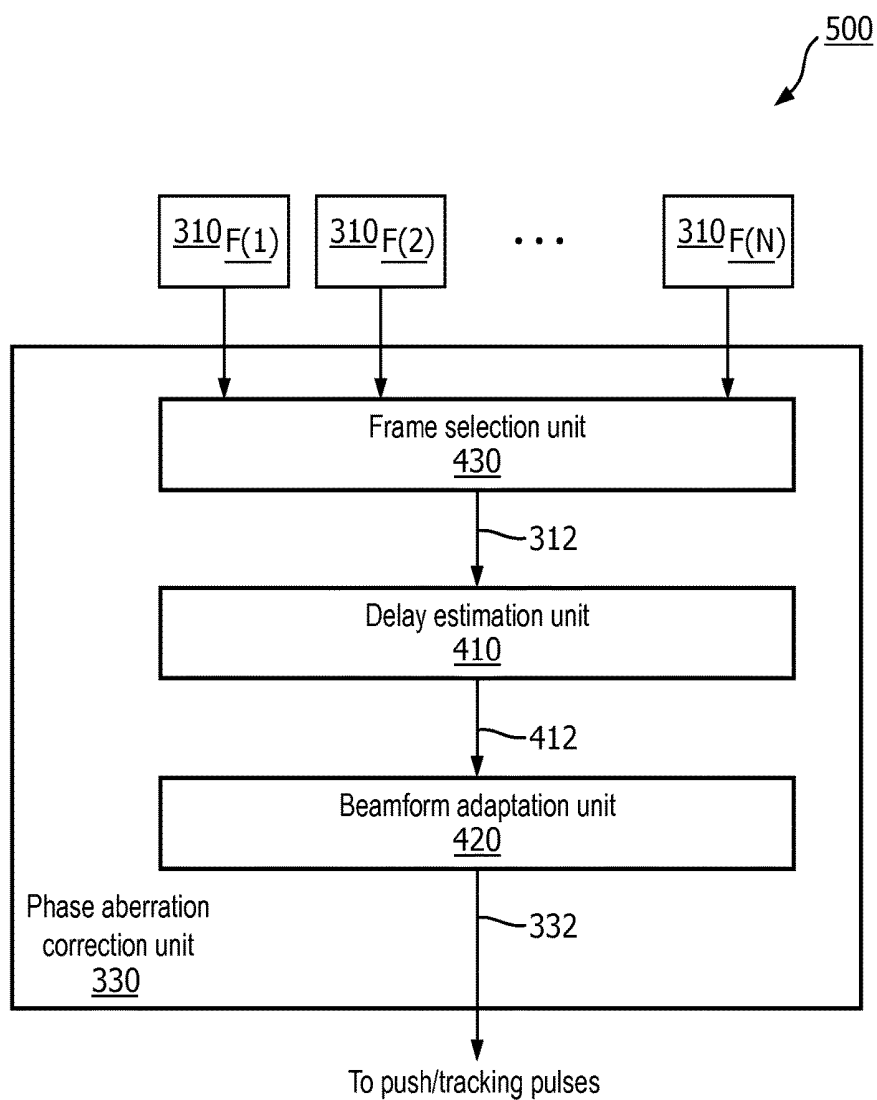 500
310F(1) 310F(2) ... 310F(N)
Frame selection unit
430
312
Delay estimation unit
410
412
Beamform adaptation unit
420
332
Phase aberration
correction unit
330
To push/tracking pulses